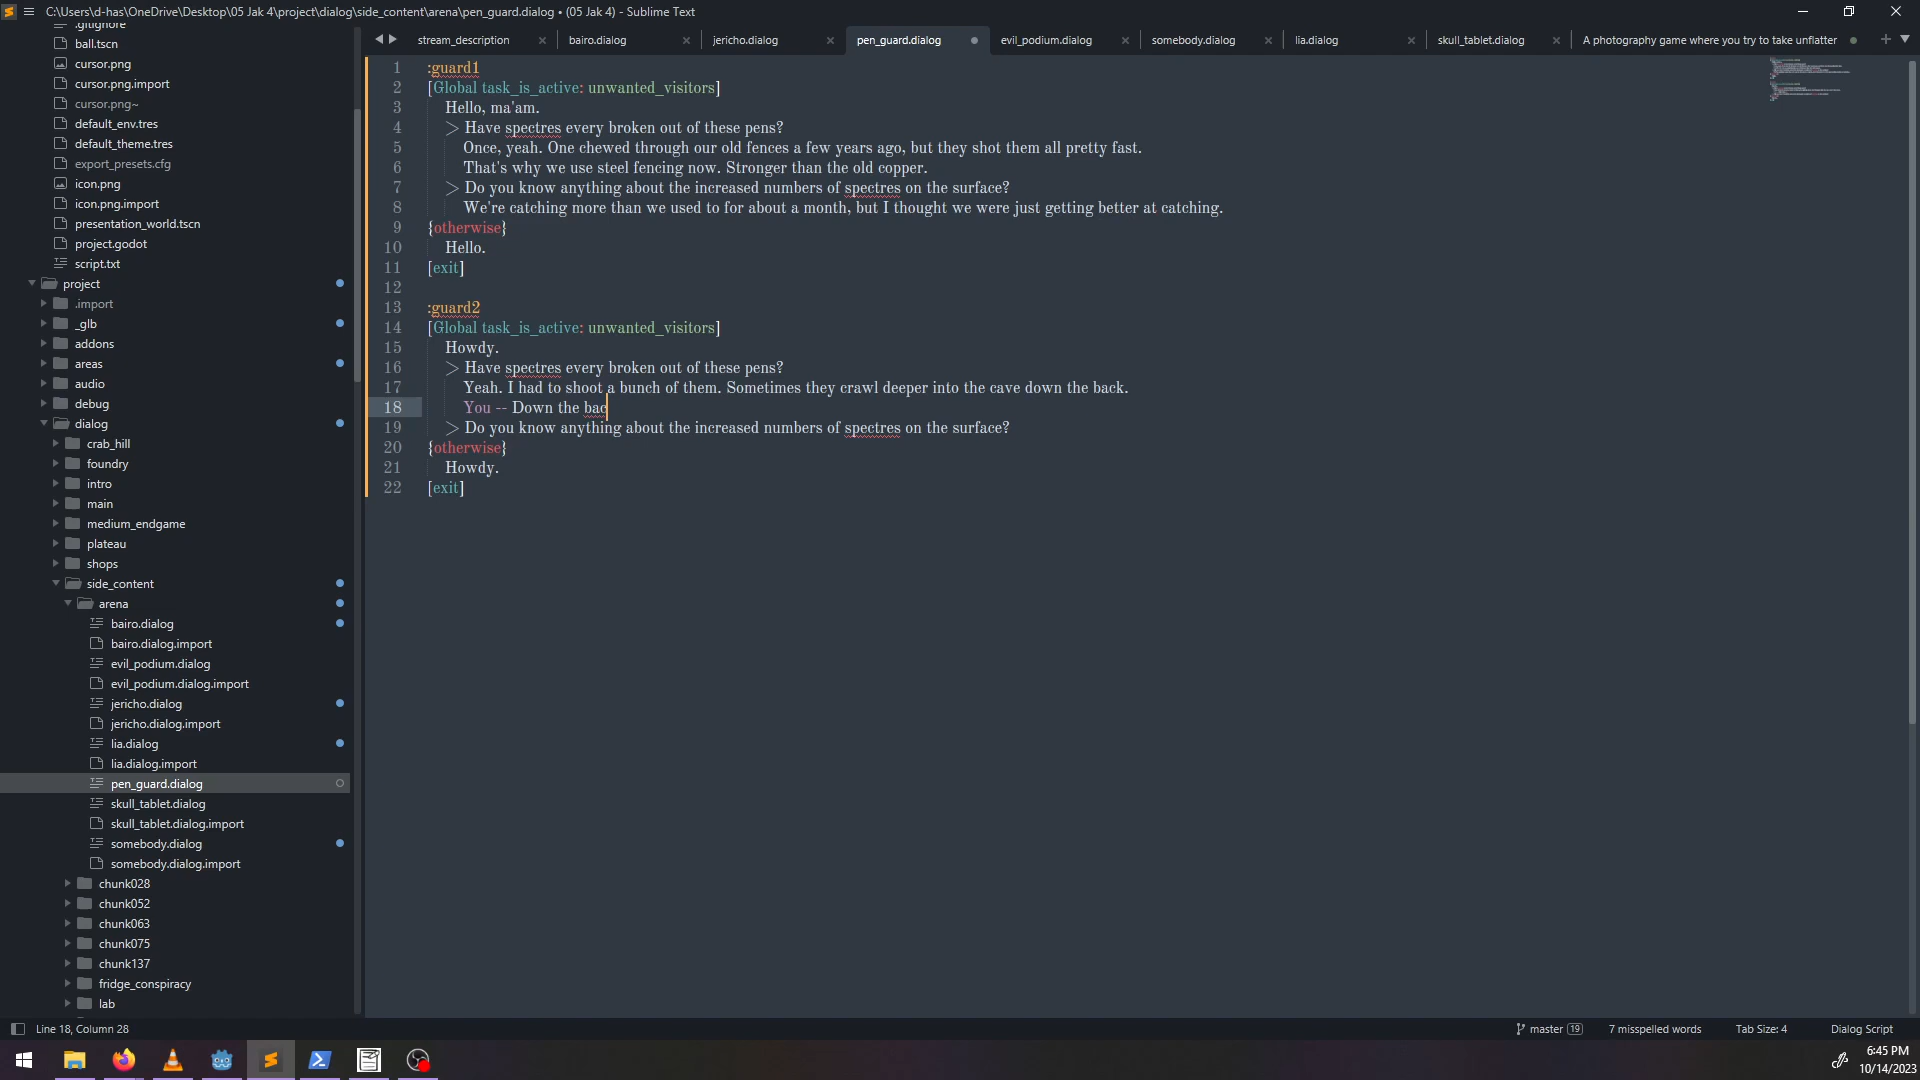 C:\Users\d-has\OneDrive\Desktop\05 Jak 4\project\dialog\side_content\arena\pen_guard.dialog • (05 Jak 4) - Sublime Text
.gitignore
ball.tscn
cursor.png
cursor.png.import
cursor.png~
default_env.tres
default_theme.tres
export_presets.cfg
icon.png
icon.png.import
presentation_world.tscn
project.godot
script.txt
project
.import
_glb
addons
areas
audio
debug
dialog
crab_hill
foundry
intro
main
medium_endgame
plateau
shops
side_content
arena
bairo.dialog
bairo.dialog.import
evil_podium.dialog
evil_podium.dialog.import
jericho.dialog
jericho.dialog.import
lia.dialog
lia.dialog.import
pen_guard.dialog
skull_tablet.dialog
skull_tablet.dialog.import
somebody.dialog
somebody.dialog.import
chunk028
chunk052
chunk063
chunk075
chunk137
fridge_conspiracy
lab
stream_description bairo.dialog jericho.dialog pen_guard.dialog evil_podium.dialog somebody.dialog lia.dialog skull_tablet.dialog A photography game where you try to take unflatter
1 :guard1
2 [Global task_is_active: unwanted_visitors]
3 Hello, ma'am.
4 > Have spectres every broken out of these pens?
5 Once, yeah. One chewed through our old fences a few years ago, but they shot them all pretty fast.
6 That's why we use steel fencing now. Stronger than the old copper.
7 > Do you know anything about the increased numbers of spectres on the surface?
8 We're catching more than we used to for about a month, but I thought we were just getting better at catching.
9 {otherwise}
10 Hello.
11 [exit]
12
13 :guard2
14 [Global task_is_active: unwanted_visitors]
15 Howdy.
16 > Have spectres every broken out of these pens?
17 Yeah. I had to shoot a bunch of them. Sometimes they crawl deeper into the cave down the back.
18 You -- Down the bac
19 > Do you know anything about the increased numbers of spectres on the surface?
20 {otherwise}
21 Howdy.
22 [exit]
Line 18, Column 28 master 19 7 misspelled words Tab Size: 4 Dialog Script
6:45 PM
10/14/2023